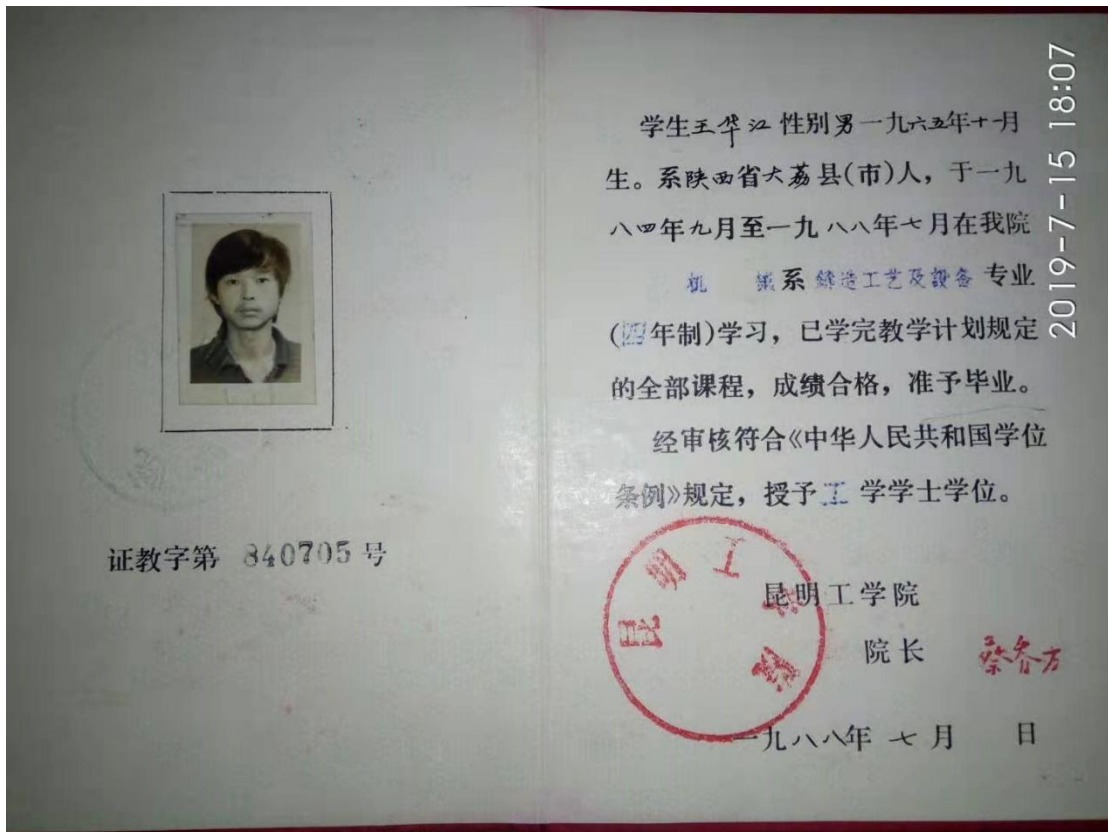 证教字第 840705 号
学生王华江性别男一九六五年十一月
生。系陕西省大荔县(市)人，于一九
八四年九月至一九八八年七月在我院
机 械系铸造工艺及設备专业
(四年制)学习，已学完教学计划规定
的全部课程，成绩合格，准予毕业。
经审核符合《中华人民共和国学位
条例》规定，授予工学学士学位。
昆明工学院
昆明工学院
院长
一九八八年七月 日
2019-7-15 18:07